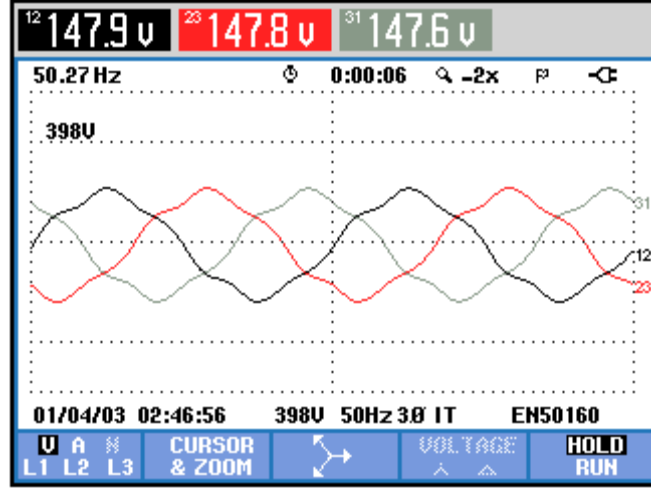 12 147.9 V 23 147.8 V 31 147.6 V
50.27 Hz 0:00:06 -2x
398V
31
12
23
01/04/03 02:46:56 398V 50Hz 3Ø IT EN50160
V A N CURSOR VOLTAGE HOLD
L1 L2 L3 & ZOOM RUN